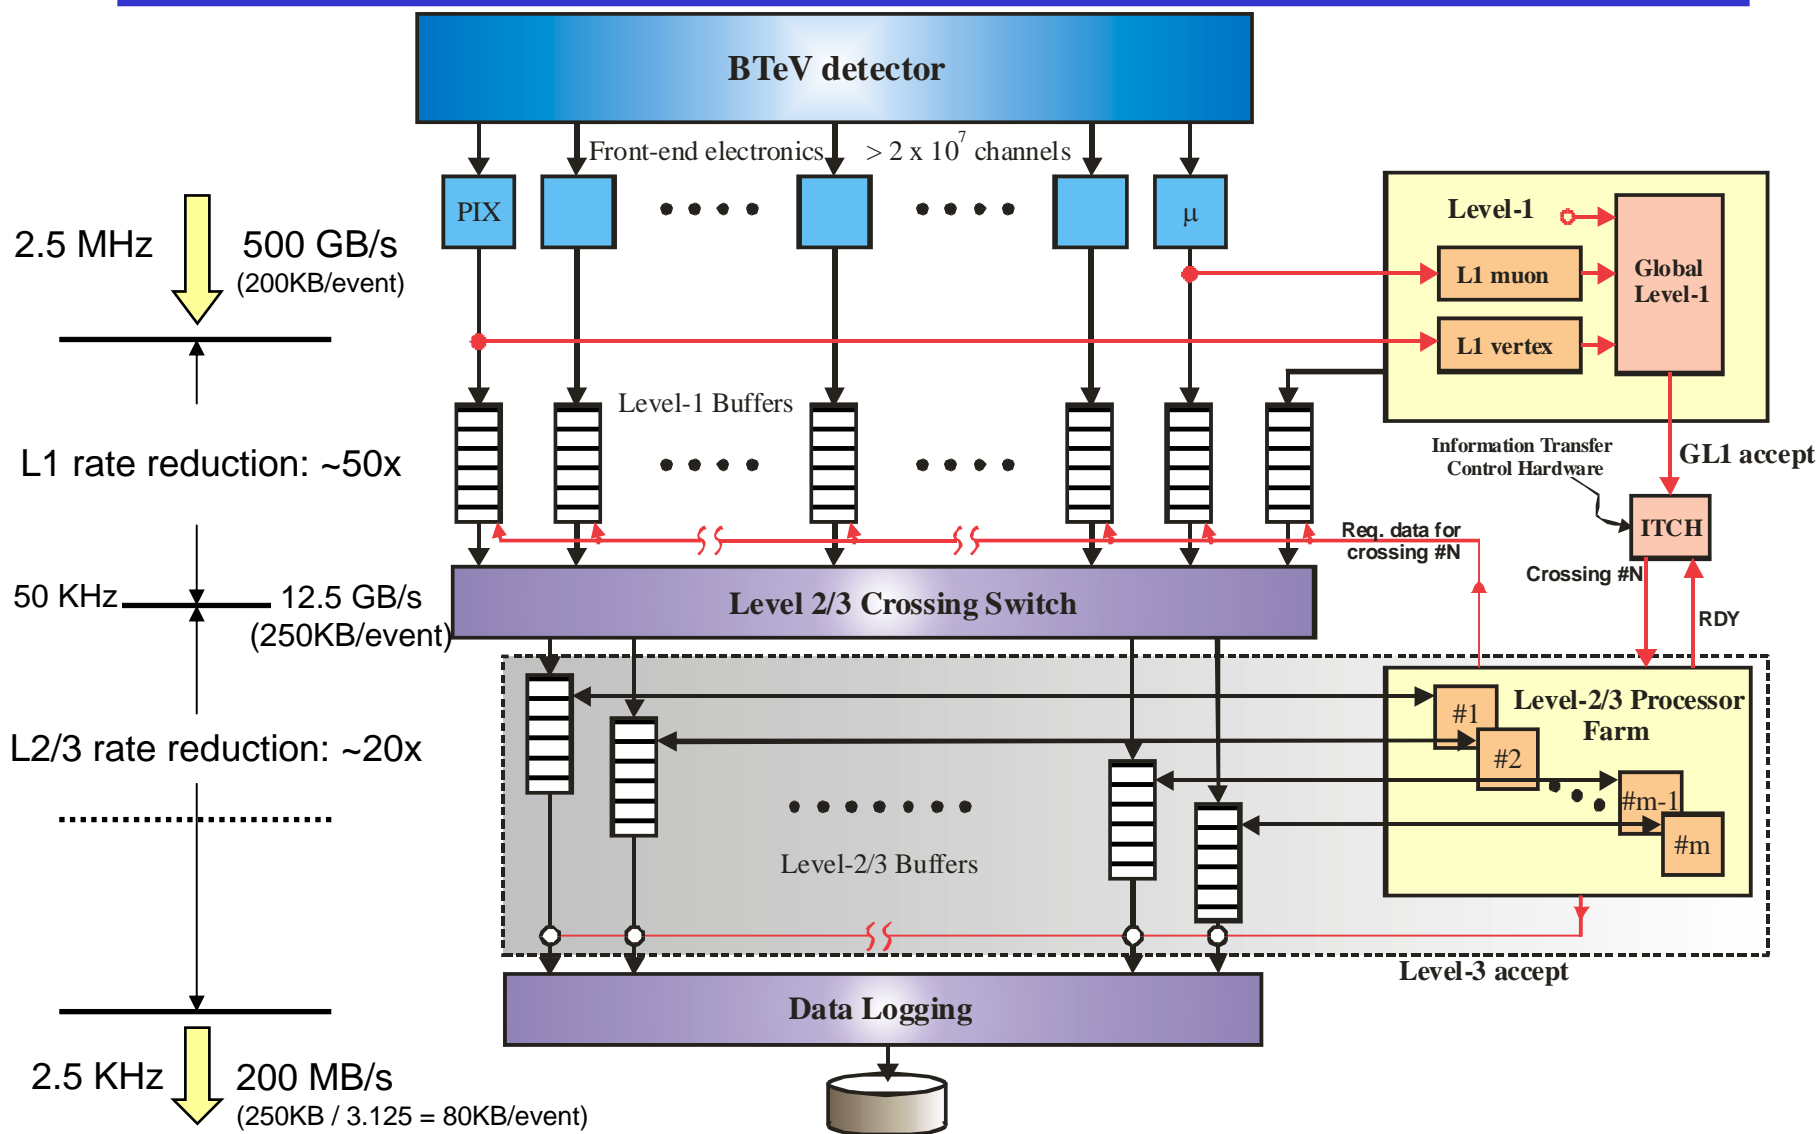 BTeV detector
Front-end electronics > 2 x 10^7 channels
PIX
μ
2.5 MHz
500 GB/s
(200KB/event)
Level-1
L1 muon
Global
Level-1
L1 vertex
Level-1 Buffers
L1 rate reduction: ~50x
Information Transfer
Control Hardware
GL1 accept
ITCH
Req. data for
crossing #N
Crossing #N
RDY
50 KHz
12.5 GB/s
(250KB/event)
Level 2/3 Crossing Switch
Level-2/3 Processor
Farm
#1
#2
#m-1
#m
L2/3 rate reduction: ~20x
Level-2/3 Buffers
Level-3 accept
Data Logging
2.5 KHz
200 MB/s
(250KB / 3.125 = 80KB/event)